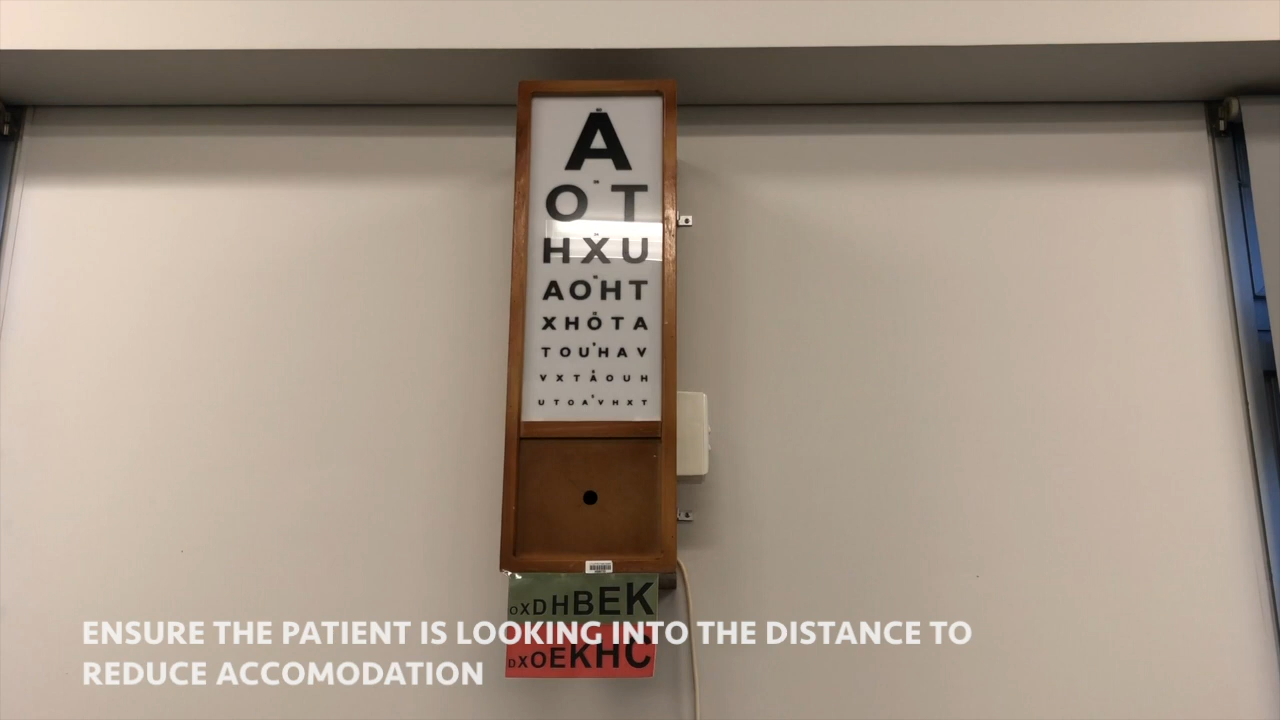 A
O T
H X U
A O H T
X H O T A
T O U H A V
V X T A O U H
U T O A V H X T
OXDHBEK
ENSURE THE PATIENT IS LOOKING INTO THE DISTANCE TO
DXOEKHC
REDUCE ACCOMODATION